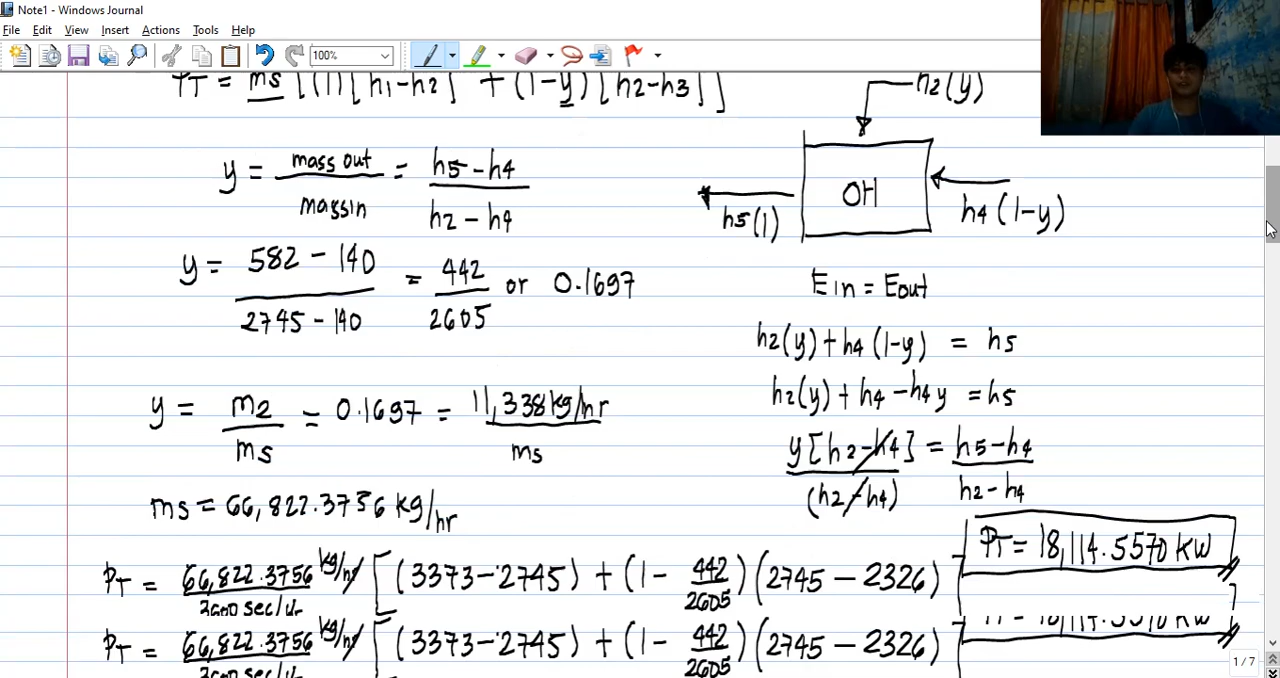 Note1 - Windows Journal
File Edit View Insert Actions Tools Help
100%
PT = ms [(1)[h1-h2] + (1-y)[h2-h3]]
h2(y)
y = mass out / mass in = h5-h4 / h2-h4
OH
h5(1)
h4(1-y)
y = 582-140 / 2745-140 = 442 / 2605 or 0.1697
Ein = Eout
h2(y)+h4(1-y) = h5
h2(y)+h4-h4y = h5
y = m2 / ms = 0.1697 = 11,338kg/hr / ms
y[h2-h4] / (h2-h4) = h5-h4 / h2-h4
ms = 66,822.3756 kg/hr
PT = 18,114.5570 KW
PT = 66,822.3756 kg/hr / 3600 sec/hr [(3373-2745) + (1- 442/2605)(2745-2326)
PT = 66,822.3756 kg/hr / 3600 sec/hr [(3373-2745) + (1- 442/2605)(2745-2326)
1/7